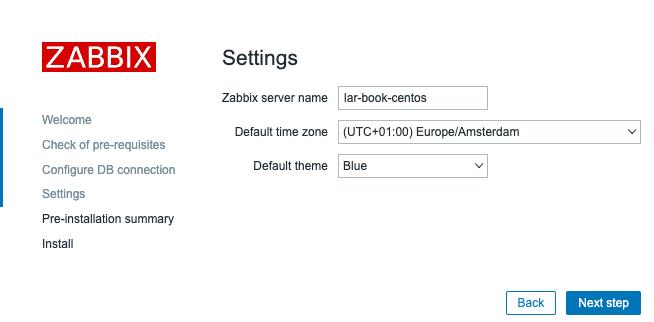 ZABBIX
Welcome
Check of pre-requisites
Configure DB connection
Settings
Pre-installation summary
Install
Settings
Zabbix server name lar-book-centos
Default time zone (UTC+01:00) Europe/Amsterdam
Default theme Blue
Back Next step